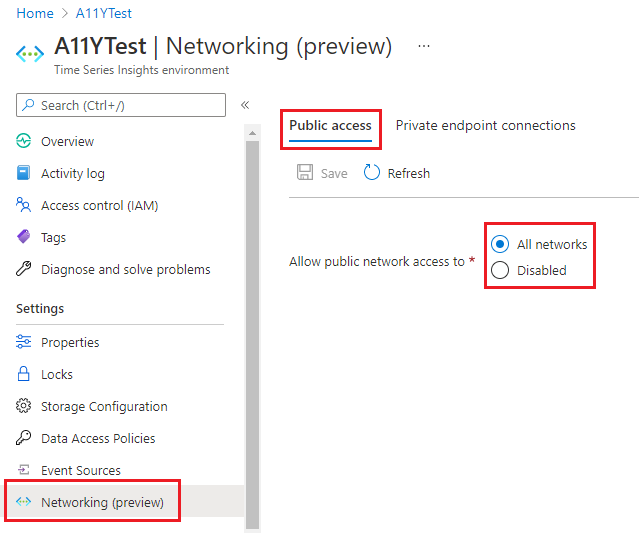 Home > A11YTest
A11YTest | Networking (preview) ...
Time Series Insights environment
Search (Ctrl+/) «
Overview
Activity log
Access control (IAM)
Tags
Diagnose and solve problems
Settings
Properties
Locks
Storage Configuration
Data Access Policies
Event Sources
Networking (preview)
Public access Private endpoint connections
Save Refresh
Allow public network access to *
All networks
Disabled